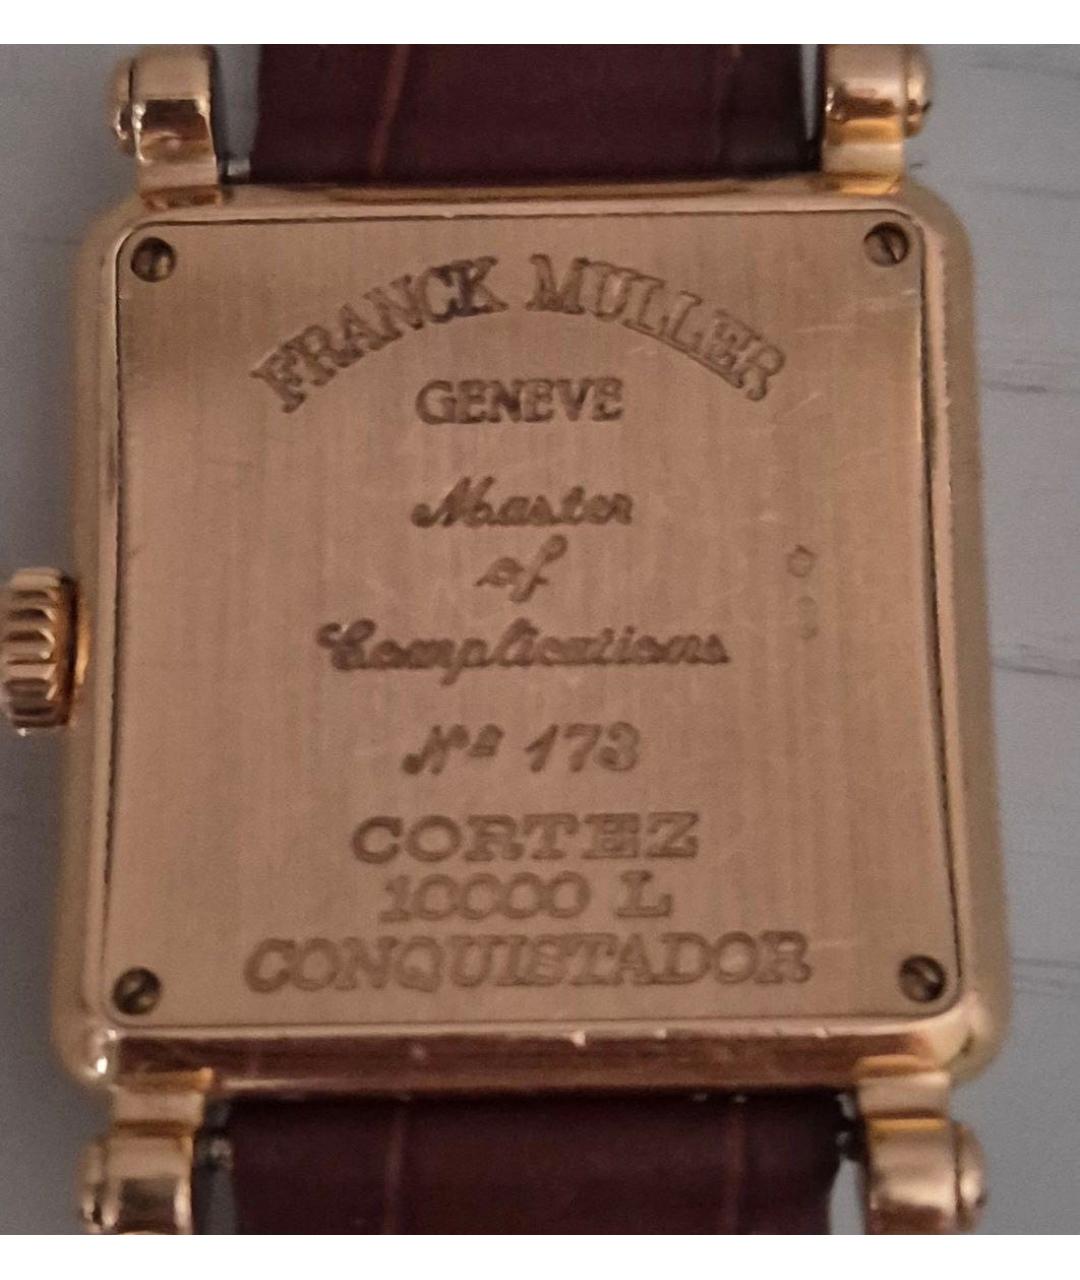 FRANCK MULLER
GENEVE
Master
of
Complications
Nº 173
CORTEZ
10000 L
CONQUISTADOR